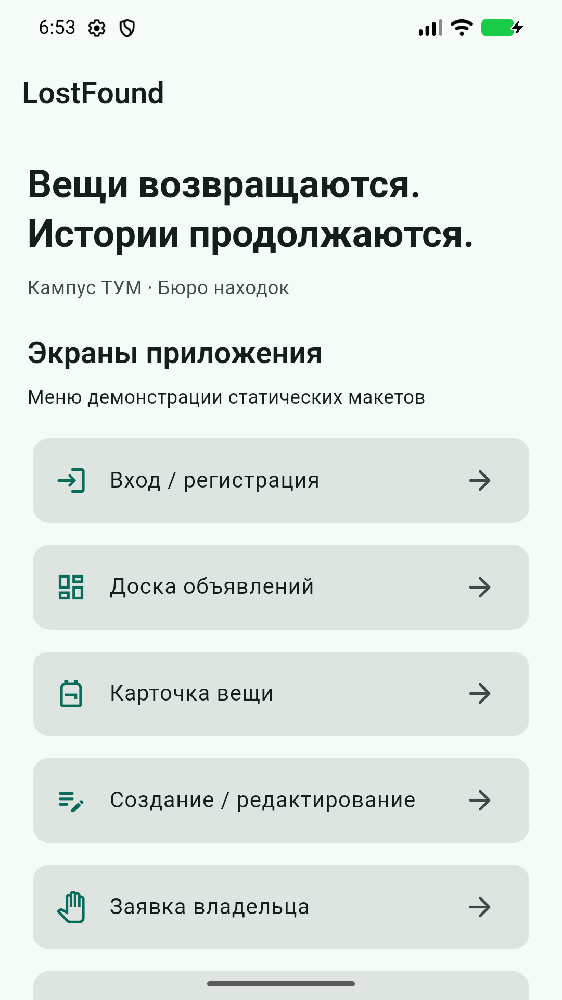 6:53
LostFound
Вещи возвращаются.
Истории продолжаются.
Кампус ТУМ · Бюро находок
Экраны приложения
Меню демонстрации статических макетов
Вход / регистрация
Доска объявлений
Карточка вещи
Создание / редактирование
Заявка владельца